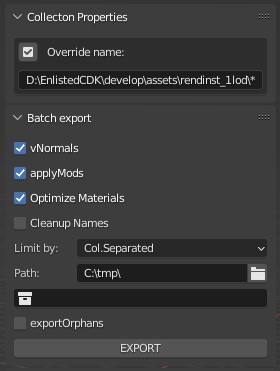 Collecton Properties
Override name:
D:\EnlistedCDK\develop\assets\rendinst_1lod\*
Batch export
vNormals
applyMods
Optimize Materials
Cleanup Names
Limit by: Col.Separated
Path: C:\tmp\
exportOrphans
EXPORT